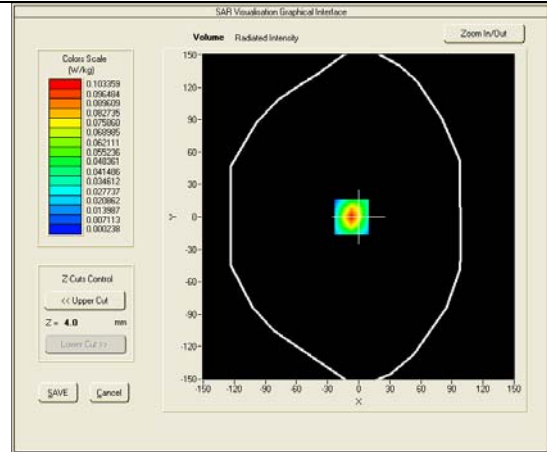 SAR Visualisation Graphical Interface
Volume Radiated Intensity
Zoom In/Out
Colors Scale
(W/kg)
0.103359
0.096484
0.089609
0.082735
0.075860
0.068985
0.062111
0.055236
0.048361
0.041486
0.034612
0.027737
0.020862
0.013987
0.007113
0.000238
150
120
90
60
30
0
-30
-60
-90
-120
-150
Y
-150 -120 -90 -60 -30 0 30 60 90 120 150
X
Z Cuts Control
<< Upper Cut
Z = 4.0 mm
Lower Cut >>
SAVE Cancel